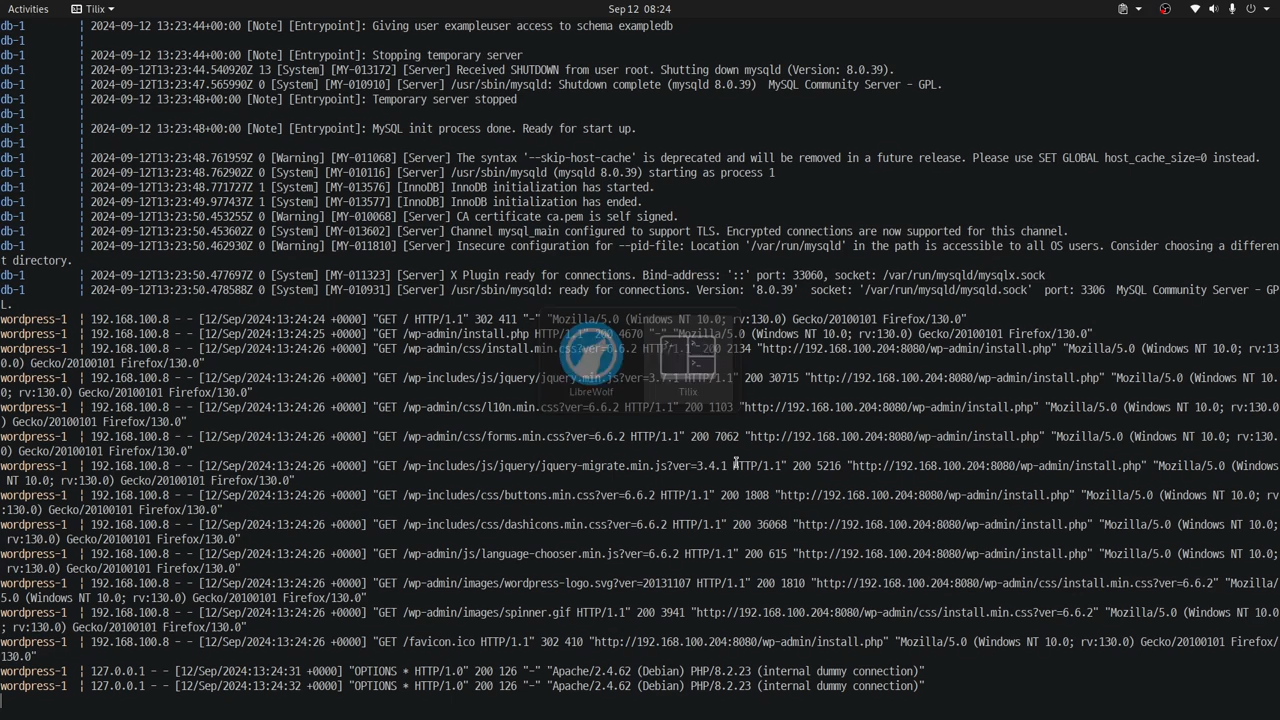 Activities Tilix Sep 12 08:24
db-1 ¦ 2024-09-12 13:23:44+00:00 [Note] [Entrypoint]: Giving user exampleuser access to schema exampledb
db-1 ¦
db-1 ¦ 2024-09-12 13:23:44+00:00 [Note] [Entrypoint]: Stopping temporary server
db-1 ¦ 2024-09-12T13:23:44.540920Z 13 [System] [MY-013172] [Server] Received SHUTDOWN from user root. Shutting down mysqld (Version: 8.0.39).
db-1 ¦ 2024-09-12T13:23:47.565990Z 0 [System] [MY-010910] [Server] /usr/sbin/mysqld: Shutdown complete (mysqld 8.0.39)  MySQL Community Server - GPL.
db-1 ¦ 2024-09-12 13:23:48+00:00 [Note] [Entrypoint]: Temporary server stopped
db-1 ¦
db-1 ¦ 2024-09-12 13:23:48+00:00 [Note] [Entrypoint]: MySQL init process done. Ready for start up.
db-1 ¦
db-1 ¦ 2024-09-12T13:23:48.761959Z 0 [Warning] [MY-011068] [Server] The syntax '--skip-host-cache' is deprecated and will be removed in a future release. Please use SET GLOBAL host_cache_size=0 instead.
db-1 ¦ 2024-09-12T13:23:48.762902Z 0 [System] [MY-010116] [Server] /usr/sbin/mysqld (mysqld 8.0.39) starting as process 1
db-1 ¦ 2024-09-12T13:23:48.771727Z 1 [System] [MY-013576] [InnoDB] InnoDB initialization has started.
db-1 ¦ 2024-09-12T13:23:49.977437Z 1 [System] [MY-013577] [InnoDB] InnoDB initialization has ended.
db-1 ¦ 2024-09-12T13:23:50.453255Z 0 [Warning] [MY-010068] [Server] CA certificate ca.pem is self signed.
db-1 ¦ 2024-09-12T13:23:50.453602Z 0 [System] [MY-013602] [Server] Channel mysql_main configured to support TLS. Encrypted connections are now supported for this channel.
db-1 ¦ 2024-09-12T13:23:50.462930Z 0 [Warning] [MY-011810] [Server] Insecure configuration for --pid-file: Location '/var/run/mysqld' in the path is accessible to all OS users. Consider choosing a differen
t directory.
db-1 ¦ 2024-09-12T13:23:50.477697Z 0 [System] [MY-011323] [Server] X Plugin ready for connections. Bind-address: '::' port: 33060, socket: /var/run/mysqld/mysqlx.sock
db-1 ¦ 2024-09-12T13:23:50.478588Z 0 [System] [MY-010931] [Server] /usr/sbin/mysqld: ready for connections. Version: '8.0.39'  socket: '/var/run/mysqld/mysqld.sock'  port: 3306  MySQL Community Server - GP
L.
wordpress-1 ¦ 192.168.100.8 - - [12/Sep/2024:13:24:24 +0000] "GET / HTTP/1.1" 302 411 "-" "Mozilla/5.0 (Windows NT 10.0; rv:130.0) Gecko/20100101 Firefox/130.0"
wordpress-1 ¦ 192.168.100.8 - - [12/Sep/2024:13:24:25 +0000] "GET /wp-admin/install.php HTTP/1.1" 200 4670 "-" "Mozilla/5.0 (Windows NT 10.0; rv:130.0) Gecko/20100101 Firefox/130.0"
wordpress-1 ¦ 192.168.100.8 - - [12/Sep/2024:13:24:26 +0000] "GET /wp-admin/css/install.min.css?ver=6.6.2 HTTP/1.1" 200 2134 "http://192.168.100.204:8080/wp-admin/install.php" "Mozilla/5.0 (Windows NT 10.0; rv:13
0.0) Gecko/20100101 Firefox/130.0"
wordpress-1 ¦ 192.168.100.8 - - [12/Sep/2024:13:24:26 +0000] "GET /wp-includes/js/jquery/jquery.min.js?ver=3.7.1 HTTP/1.1" 200 30715 "http://192.168.100.204:8080/wp-admin/install.php" "Mozilla/5.0 (Windows NT 10.
0; rv:130.0) Gecko/20100101 Firefox/130.0"
wordpress-1 ¦ 192.168.100.8 - - [12/Sep/2024:13:24:26 +0000] "GET /wp-admin/css/l10n.min.css?ver=6.6.2 HTTP/1.1" 200 1103 "http://192.168.100.204:8080/wp-admin/install.php" "Mozilla/5.0 (Windows NT 10.0; rv:130.0
) Gecko/20100101 Firefox/130.0"
LibreWolf Tilix
wordpress-1 ¦ 192.168.100.8 - - [12/Sep/2024:13:24:26 +0000] "GET /wp-admin/css/forms.min.css?ver=6.6.2 HTTP/1.1" 200 7062 "http://192.168.100.204:8080/wp-admin/install.php" "Mozilla/5.0 (Windows NT 10.0; rv:130.
0) Gecko/20100101 Firefox/130.0"
wordpress-1 ¦ 192.168.100.8 - - [12/Sep/2024:13:24:26 +0000] "GET /wp-includes/js/jquery/jquery-migrate.min.js?ver=3.4.1 HTTP/1.1" 200 5216 "http://192.168.100.204:8080/wp-admin/install.php" "Mozilla/5.0 (Windows
 NT 10.0; rv:130.0) Gecko/20100101 Firefox/130.0"
wordpress-1 ¦ 192.168.100.8 - - [12/Sep/2024:13:24:26 +0000] "GET /wp-includes/css/buttons.min.css?ver=6.6.2 HTTP/1.1" 200 1808 "http://192.168.100.204:8080/wp-admin/install.php" "Mozilla/5.0 (Windows NT 10.0; rv
:130.0) Gecko/20100101 Firefox/130.0"
wordpress-1 ¦ 192.168.100.8 - - [12/Sep/2024:13:24:26 +0000] "GET /wp-includes/css/dashicons.min.css?ver=6.6.2 HTTP/1.1" 200 36068 "http://192.168.100.204:8080/wp-admin/install.php" "Mozilla/5.0 (Windows NT 10.0;
 rv:130.0) Gecko/20100101 Firefox/130.0"
wordpress-1 ¦ 192.168.100.8 - - [12/Sep/2024:13:24:26 +0000] "GET /wp-admin/js/language-chooser.min.js?ver=6.6.2 HTTP/1.1" 200 615 "http://192.168.100.204:8080/wp-admin/install.php" "Mozilla/5.0 (Windows NT 10.0;
 rv:130.0) Gecko/20100101 Firefox/130.0"
wordpress-1 ¦ 192.168.100.8 - - [12/Sep/2024:13:24:26 +0000] "GET /wp-admin/images/wordpress-logo.svg?ver=20131107 HTTP/1.1" 200 1810 "http://192.168.100.204:8080/wp-admin/css/install.min.css?ver=6.6.2" "Mozilla/
5.0 (Windows NT 10.0; rv:130.0) Gecko/20100101 Firefox/130.0"
wordpress-1 ¦ 192.168.100.8 - - [12/Sep/2024:13:24:26 +0000] "GET /wp-admin/images/spinner.gif HTTP/1.1" 200 3941 "http://192.168.100.204:8080/wp-admin/css/install.min.css?ver=6.6.2" "Mozilla/5.0 (Windows NT 10.0
; rv:130.0) Gecko/20100101 Firefox/130.0"
wordpress-1 ¦ 192.168.100.8 - - [12/Sep/2024:13:24:26 +0000] "GET /favicon.ico HTTP/1.1" 302 410 "http://192.168.100.204:8080/wp-admin/install.php" "Mozilla/5.0 (Windows NT 10.0; rv:130.0) Gecko/20100101 Firefox/
130.0"
wordpress-1 ¦ 127.0.0.1 - - [12/Sep/2024:13:24:31 +0000] "OPTIONS * HTTP/1.0" 200 126 "-" "Apache/2.4.62 (Debian) PHP/8.2.23 (internal dummy connection)"
wordpress-1 ¦ 127.0.0.1 - - [12/Sep/2024:13:24:32 +0000] "OPTIONS * HTTP/1.0" 200 126 "-" "Apache/2.4.62 (Debian) PHP/8.2.23 (internal dummy connection)"